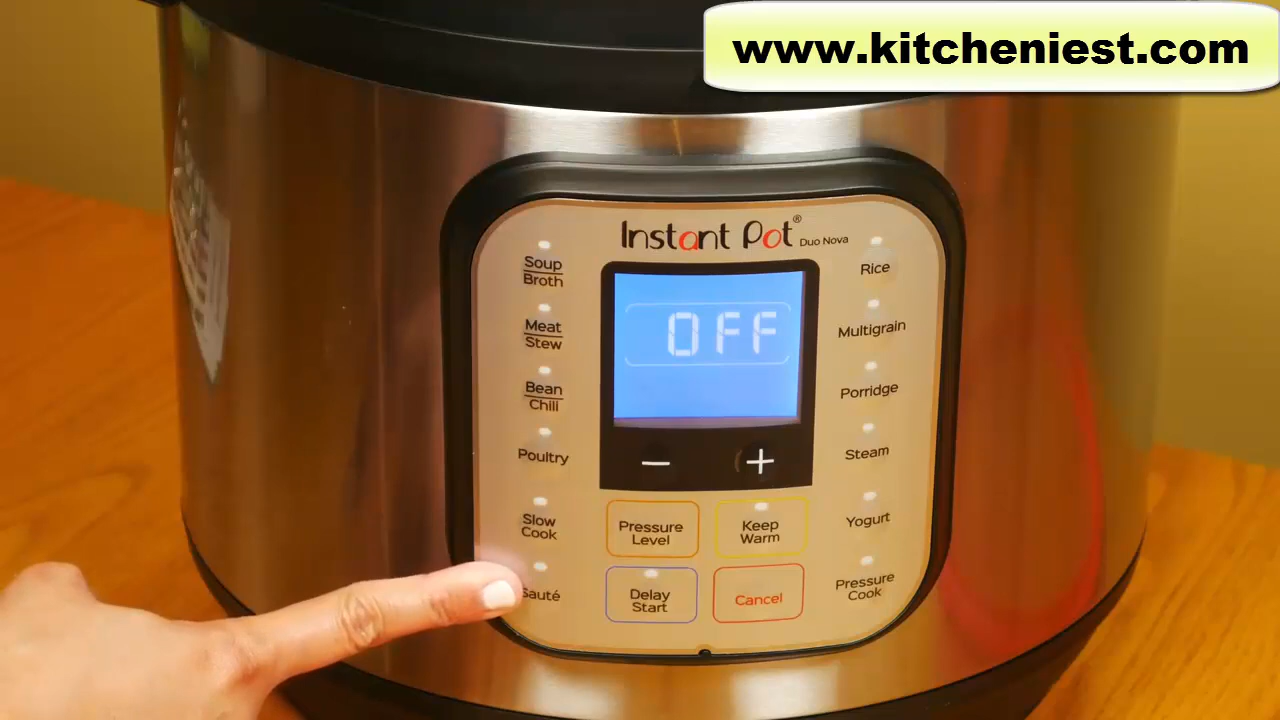 www.kitcheniest.com
Instant Pot® Duo Nova
Soup
Broth
Meat
Stew
Bean
Chili
Poultry
Slow
Cook
Sauté
OFF
− +
Pressure
Level
Keep
Warm
Delay
Start
Cancel
Rice
Multigrain
Porridge
Steam
Yogurt
Pressure
Cook